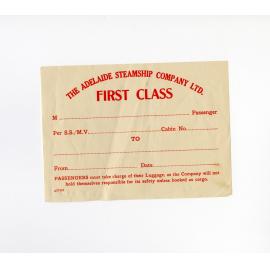 THE ADELAIDE STEAMSHIP COMPANY LTD.
FIRST CLASS
M Passenger
Per S.S./M.V. Cabin No.
TO
From Date
PASSENGERS must take charge of their Luggage, as the Company will not
hold themselves responsible for its safety unless booked as cargo.